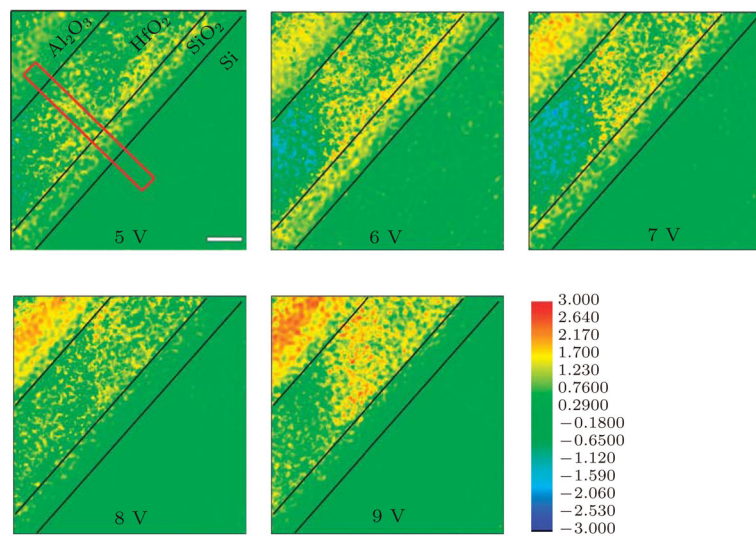 Al₂O₃
HfO₂
SiO₂
Si
5 V
6 V
7 V
8 V
9 V
3.000
2.640
2.170
1.700
1.230
0.7600
0.2900
−0.1800
−0.6500
−1.120
−1.590
−2.060
−2.530
−3.000